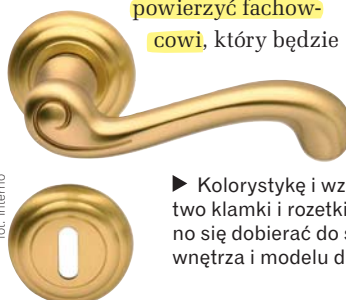 powierzyć fachow-
cowi, który będzie
fot. Interno
▶ Kolorystykę i wz
two klamki i rozetki
no się dobierać do s
wnętrza i modelu d